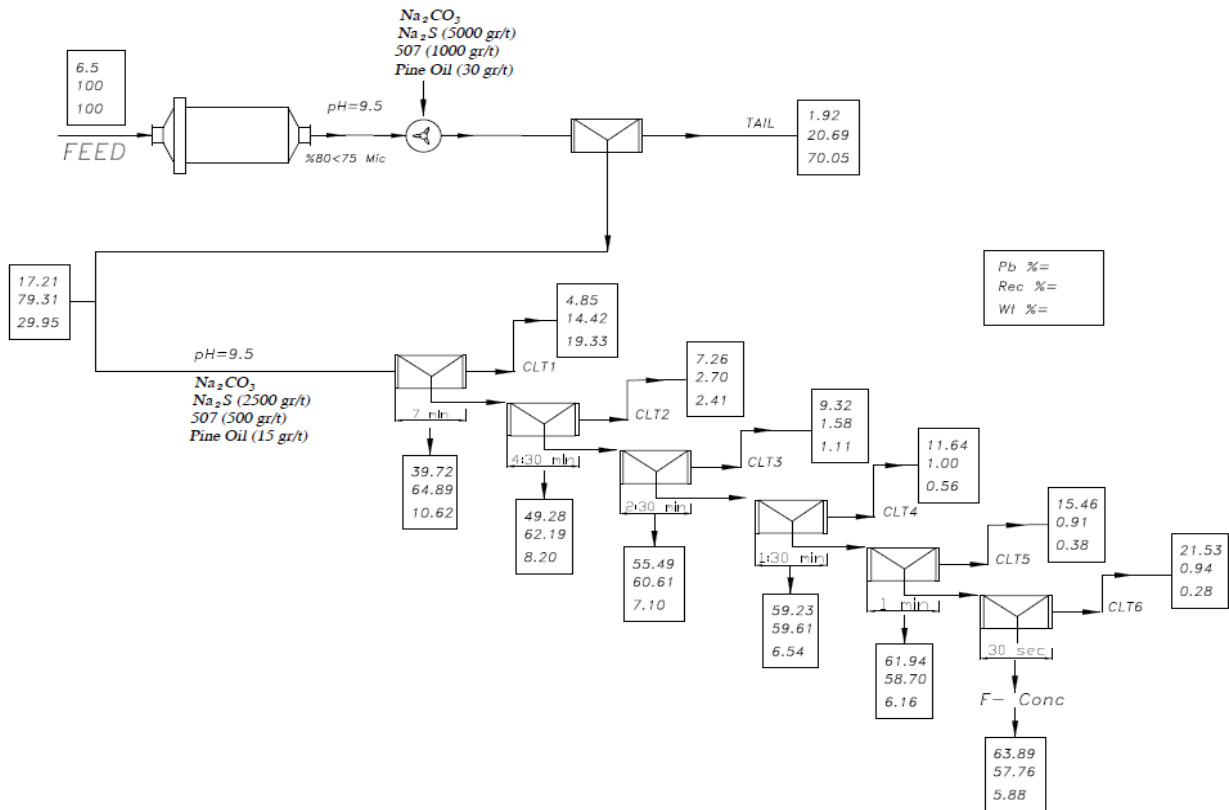 Na₂CO₃
Na₂S (5000 gr/t)
507 (1000 gr/t)
Pine Oil (30 gr/t)
6.5
100
100
FEED
pH=9.5
%80<75 Mic
TAIL
1.92
20.69
70.05
17.21
79.31
29.95
Pb %=
Rec %=
Wt %=
pH=9.5
Na₂CO₃
Na₂S (2500 gr/t)
507 (500 gr/t)
Pine Oil (15 gr/t)
4.85
14.42
19.33
CLT1
7 min
39.72
64.89
10.62
7.26
2.70
2.41
CLT2
4:30 min
49.28
62.19
8.20
9.32
1.58
1.11
CLT3
2:30 min
55.49
60.61
7.10
11.64
1.00
0.56
CLT4
1:30 min
59.23
59.61
6.54
15.46
0.91
0.38
CLT5
1 min
61.94
58.70
6.16
21.53
0.94
0.28
CLT6
30 sec
F- Conc
63.89
57.76
5.88